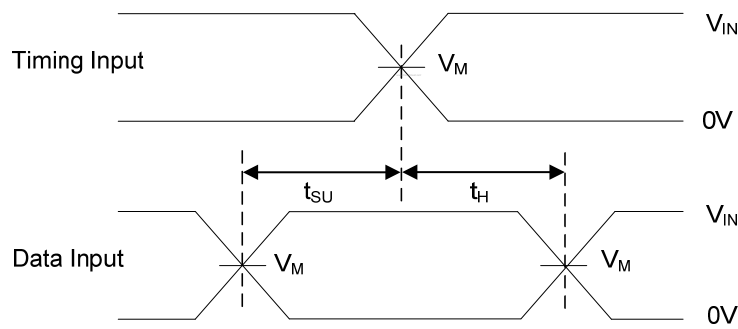 V_IN
Timing Input
V_M
0V
t_SU
t_H
V_IN
Data Input
V_M
V_M
0V